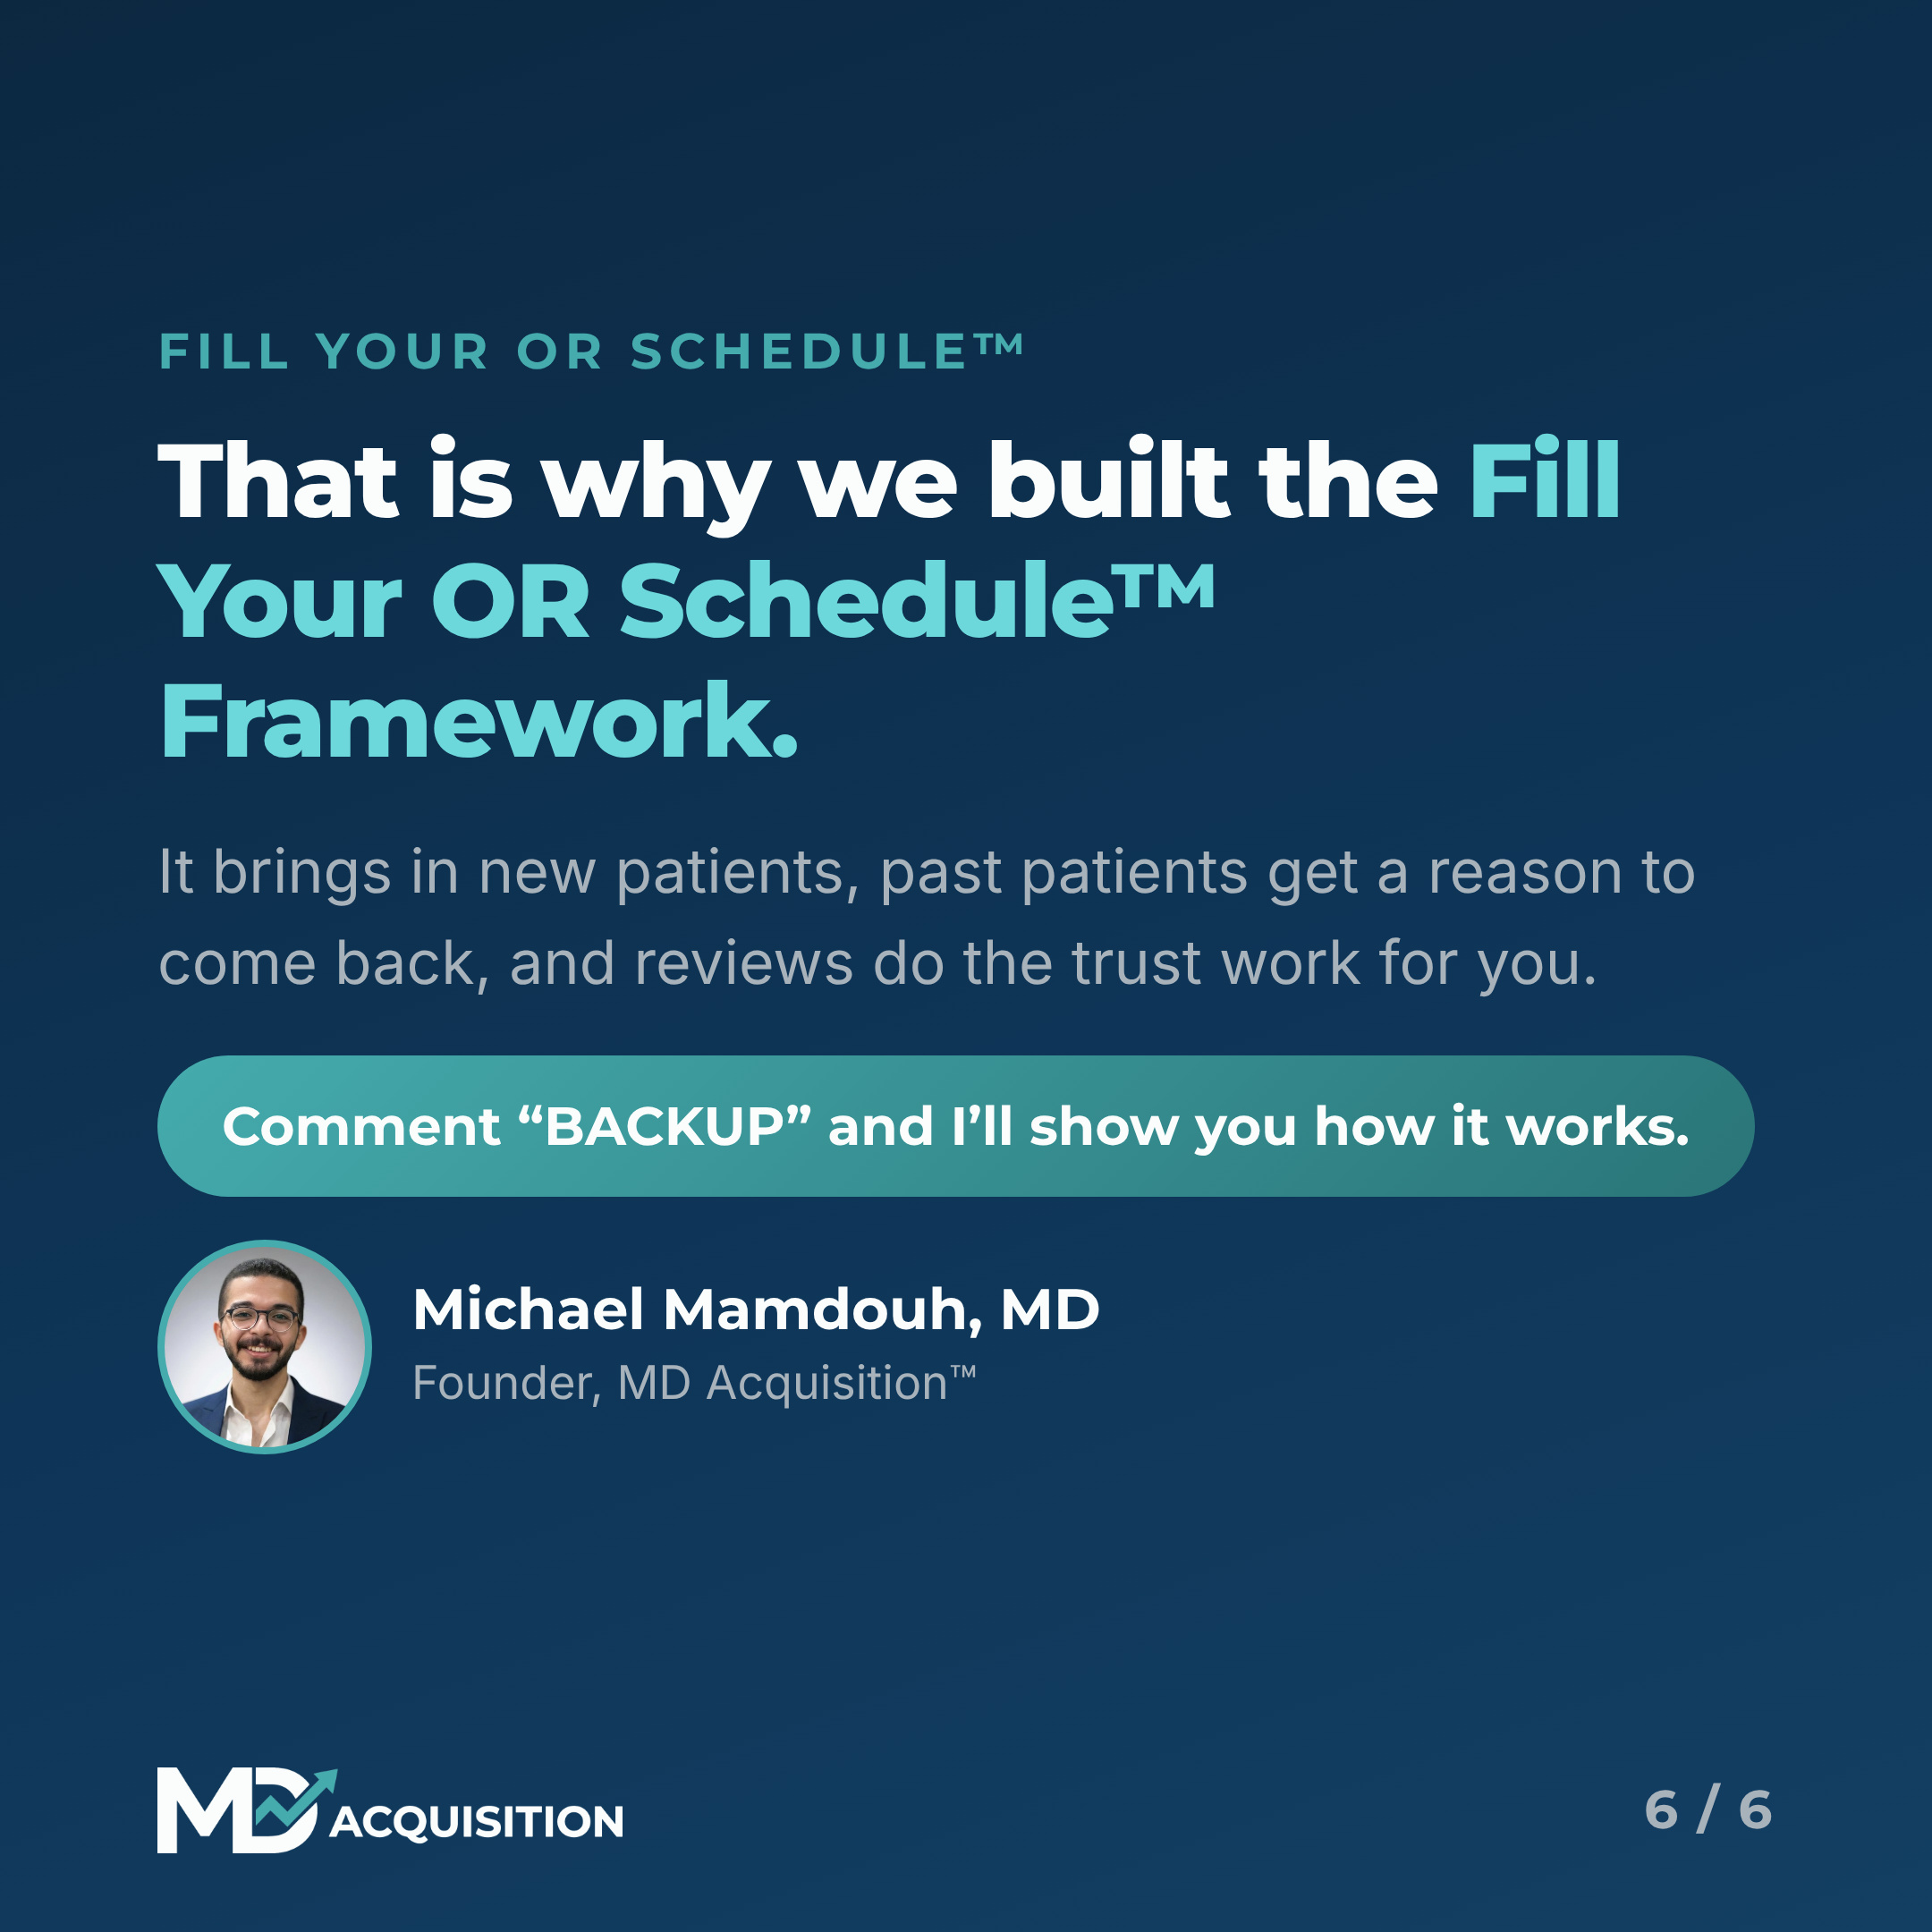 FILL YOUR OR SCHEDULE™
That is why we built the Fill
Your OR Schedule™
Framework.
It brings in new patients, past patients get a reason to
come back, and reviews do the trust work for you.
Comment “BACKUP” and I’ll show you how it works.
Michael Mamdouh, MD
Founder, MD Acquisition™
MD ACQUISITION
6 / 6